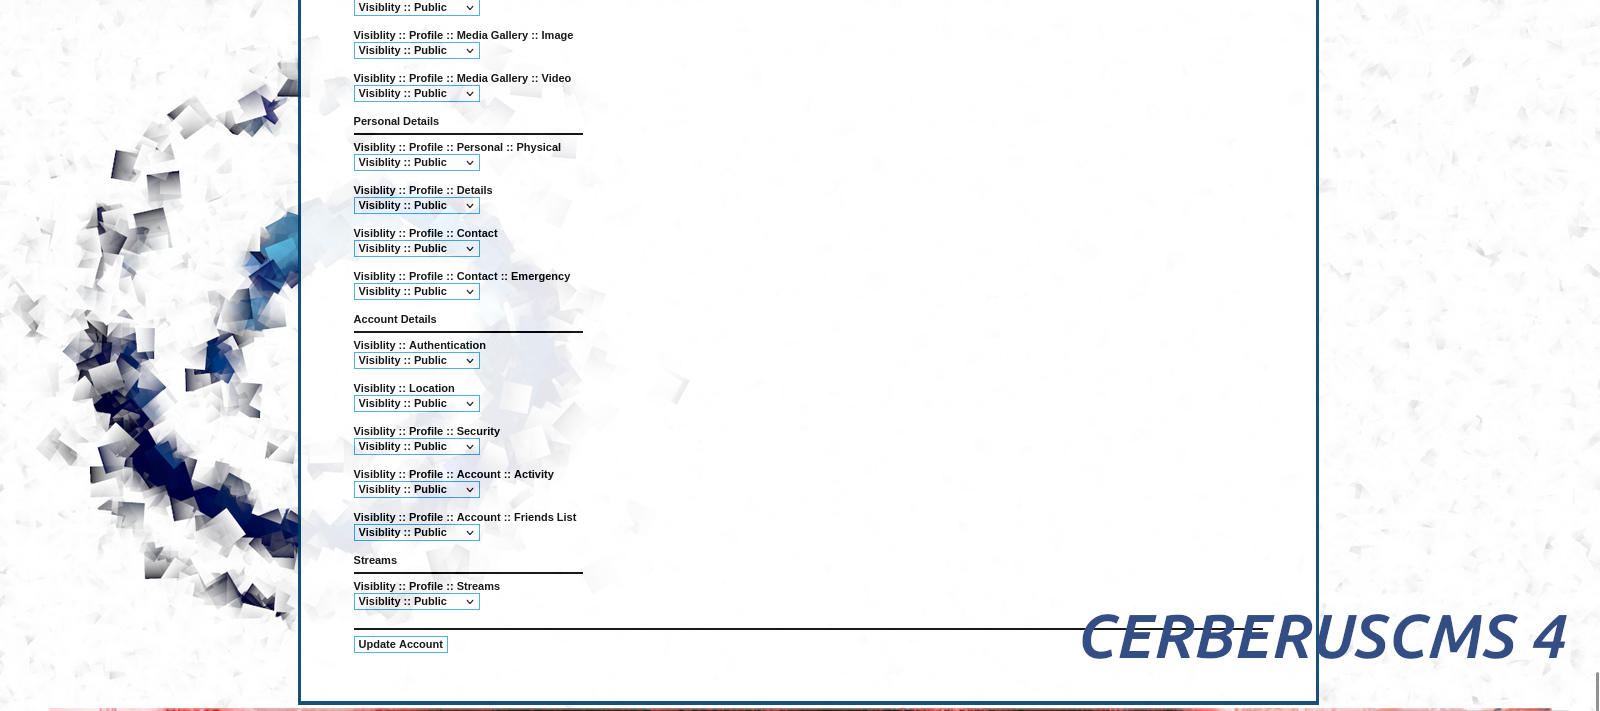 Visiblity :: Public
Visiblity :: Profile :: Media Gallery :: Image
Visiblity :: Public
Visiblity :: Profile :: Media Gallery :: Video
Visiblity :: Public
Personal Details
Visiblity :: Profile :: Personal :: Physical
Visiblity :: Public
Visiblity :: Profile :: Details
Visiblity :: Public
Visiblity :: Profile :: Contact
Visiblity :: Public
Visiblity :: Profile :: Contact :: Emergency
Visiblity :: Public
Account Details
Visiblity :: Authentication
Visiblity :: Public
Visiblity :: Location
Visiblity :: Public
Visiblity :: Profile :: Security
Visiblity :: Public
Visiblity :: Profile :: Account :: Activity
Visiblity :: Public
Visiblity :: Profile :: Account :: Friends List
Visiblity :: Public
Streams
Visiblity :: Profile :: Streams
Visiblity :: Public
Update Account
CERBERUSCMS 4